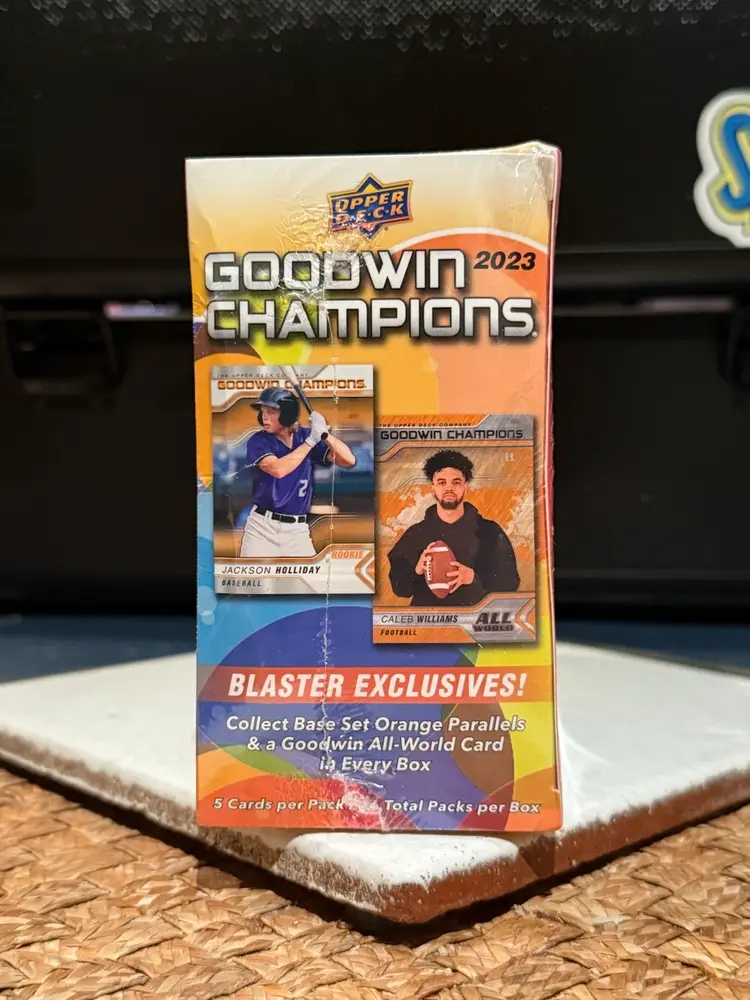 UPPER
D·E·C·K
GOODWIN 2023
CHAMPIONS
THE UPPER DECK COMPANY
GOODWIN CHAMPIONS
2
ROOKIE
JACKSON HOLLIDAY
BASEBALL
THE UPPER DECK COMPANY
GOODWIN CHAMPIONS
CALEB WILLIAMS
FOOTBALL
ALL
WORLD
BLASTER EXCLUSIVES!
Collect Base Set Orange Parallels
& a Goodwin All-World Card
in Every Box
5 Cards per Pack Total Packs per Box